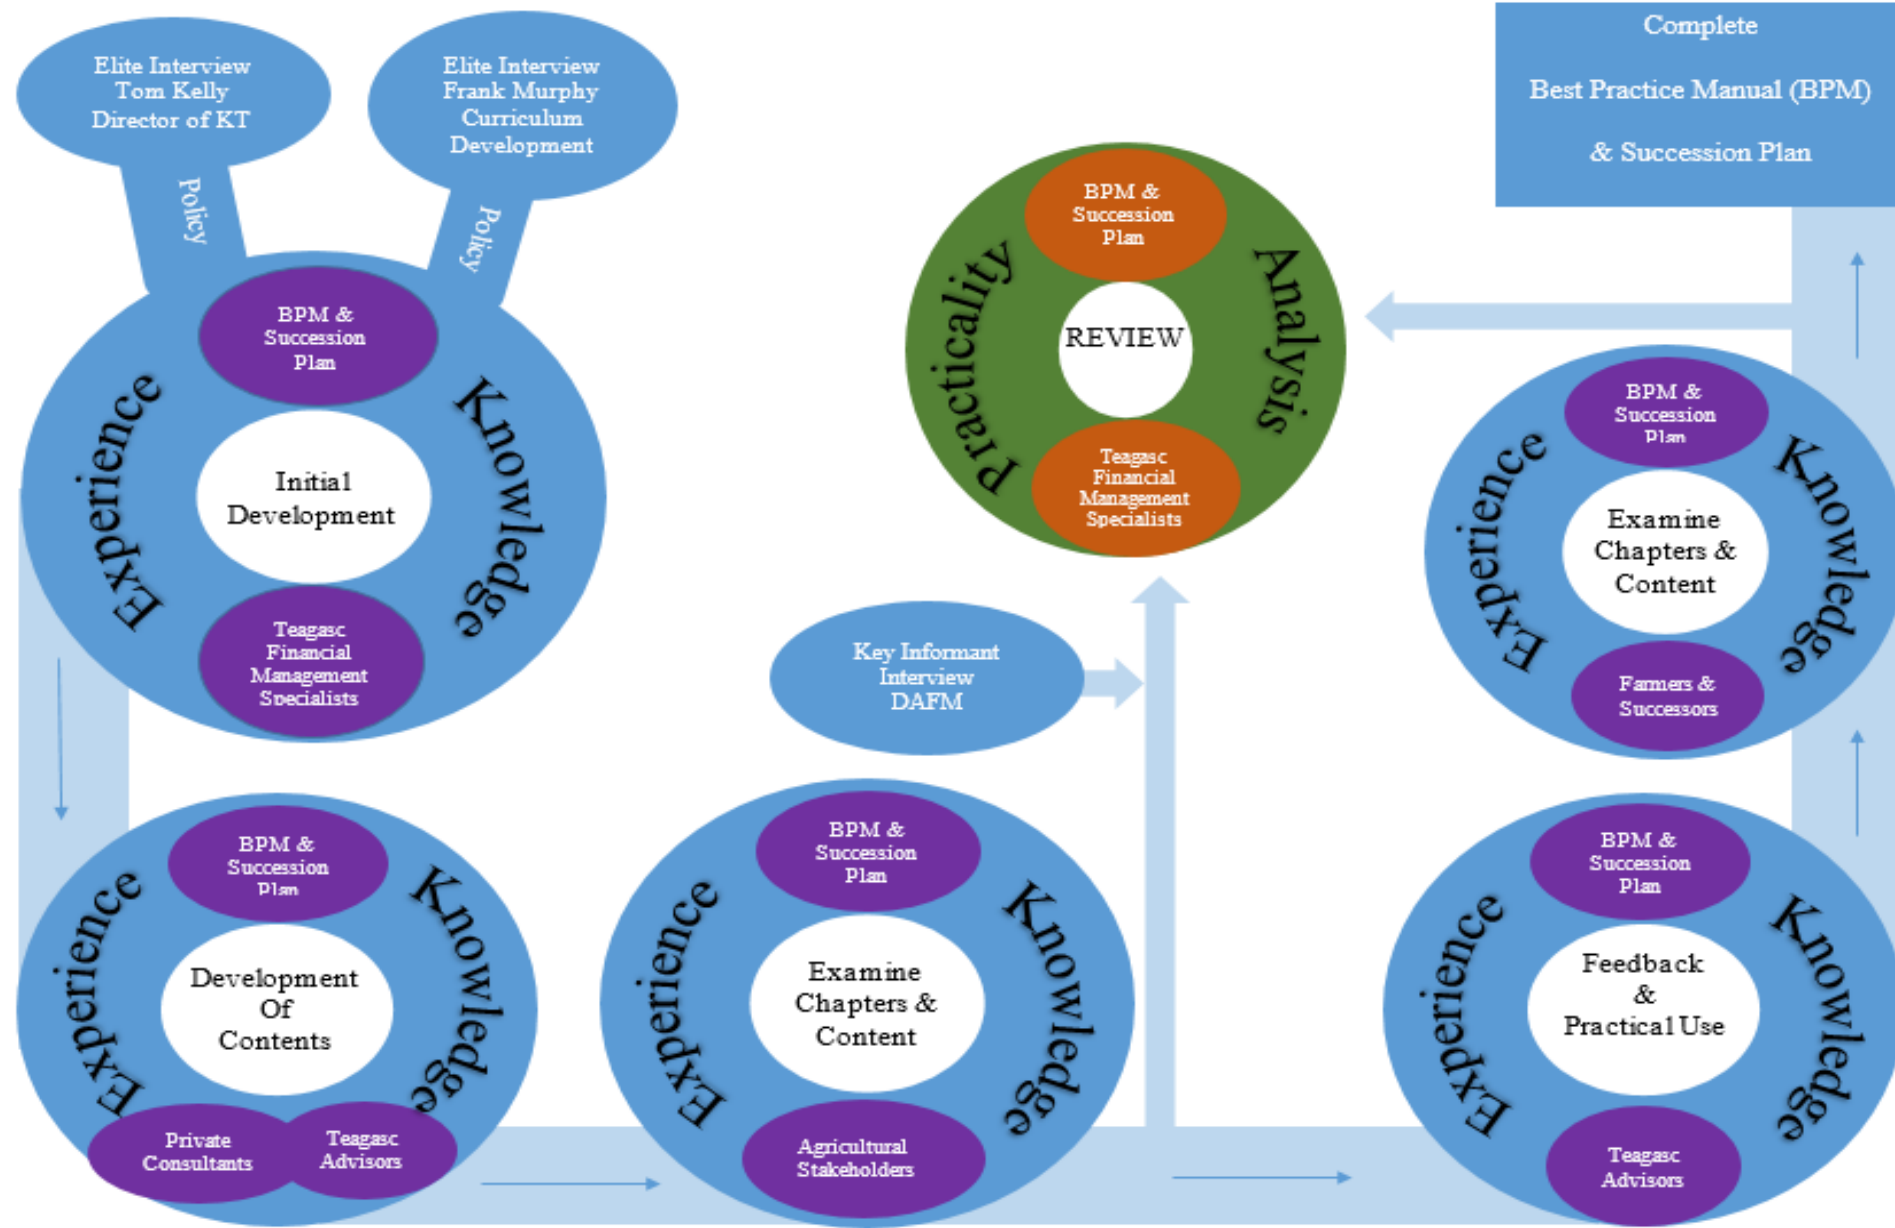 Elite Interview
Tom Kelly
Director of KT
Policy
Elite Interview
Frank Murphy
Curriculum
Development
Policy
BPM &
Succession
Plan
Experience
Initial
Development
Knowledge
Teagasc
Financial
Management
Specialists
BPM &
Succession
Plan
Experience
Development
Of
Contents
Knowledge
Private
Consultants
Teagasc
Advisors
BPM &
Succession
Plan
Experience
Examine
Chapters &
Content
Knowledge
Agricultural
Stakeholders
Key Informant
Interview
DAFM
BPM &
Succession
Plan
Practicality
REVIEW
Analysis
Teagasc
Financial
Management
Specialists
BPM &
Succession
Plan
Experience
Feedback
&
Practical Use
Knowledge
Teagasc
Advisors
BPM &
Succession
Plan
Experience
Examine
Chapters &
Content
Knowledge
Farmers &
Successors
Complete
Best Practice Manual (BPM)
& Succession Plan